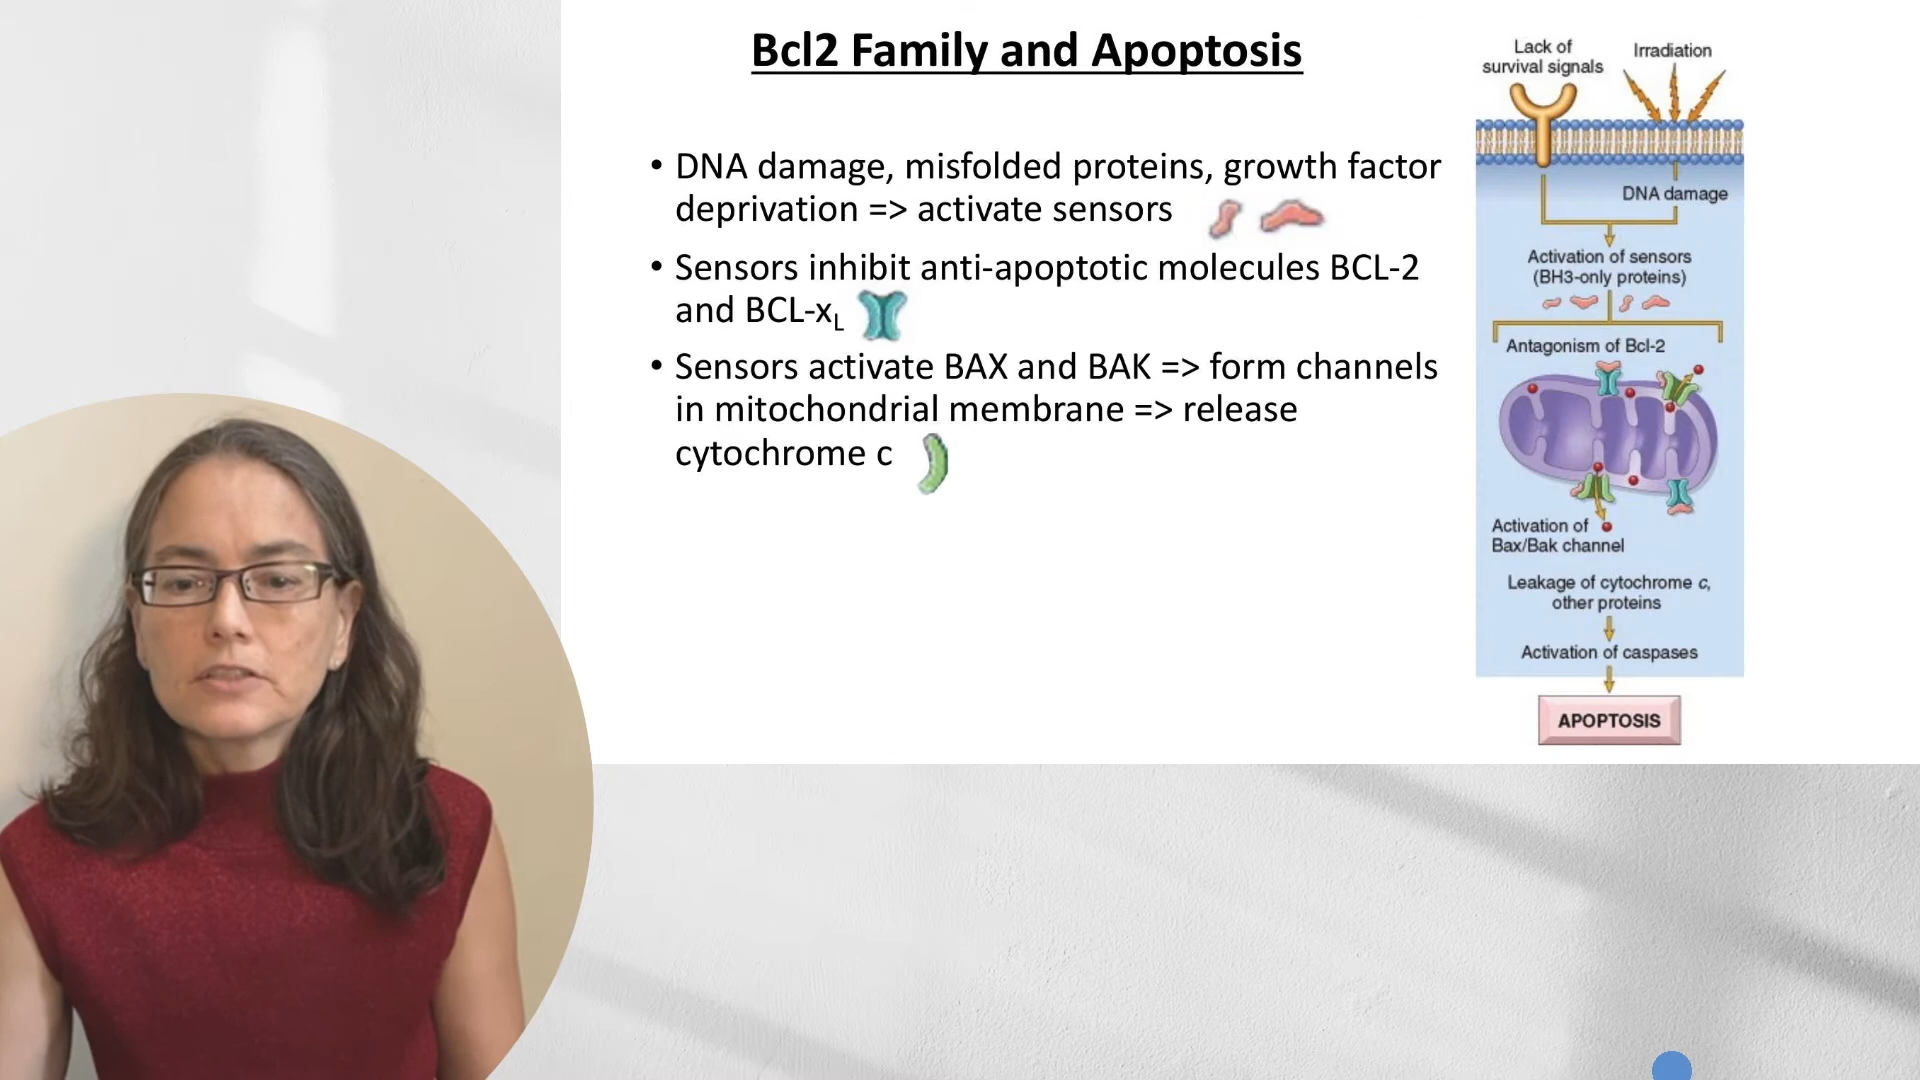 Bcl2 Family and Apoptosis
• DNA damage, misfolded proteins, growth factor
deprivation => activate sensors
• Sensors inhibit anti-apoptotic molecules BCL-2
and BCL-xL
• Sensors activate BAX and BAK => form channels
in mitochondrial membrane => release
cytochrome c
Lack of
survival signals
Irradiation
DNA damage
Activation of sensors
(BH3-only proteins)
Antagonism of Bcl-2
Activation of
Bax/Bak channel
Leakage of cytochrome c,
other proteins
Activation of caspases
APOPTOSIS